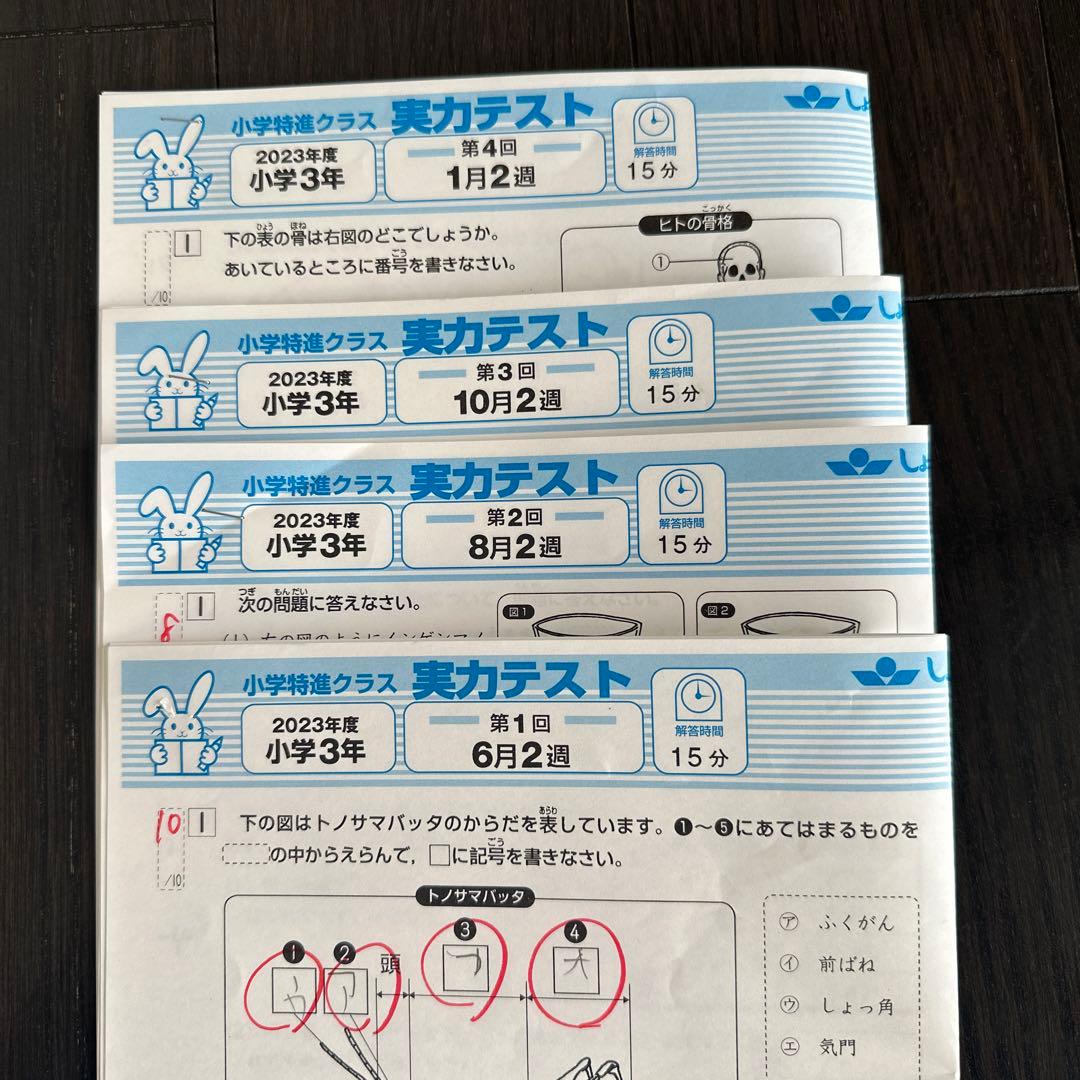 小学特進クラス 実力テスト
しょ
2023年度
小学3年
第4回
1月2週
解答時間
15分
1
下の表の骨は右図のどこでしょうか。
あいているところに番号を書きなさい。
/10
ヒトの骨格
①
小学特進クラス 実力テスト
し
2023年度
小学3年
第3回
10月2週
解答時間
15分
小学特進クラス 実力テスト
しょ
2023年度
小学3年
第2回
8月2週
解答時間
15分
1
次の問題に答えなさい。
図1
図2
小学特進クラス 実力テスト
し
2023年度
小学3年
第1回
6月2週
解答時間
15分
10
/10
1
下の図はトノサマバッタのからだを表しています。❶～❺にあてはまるものを
の中からえらんで，□に記号を書きなさい。
トノサマバッタ
❶ ❷ 頭 ❸ ❹
ウ ア
㋐ ふくがん
㋑ 前ばね
㋒ しょっ角
㋓ 気門